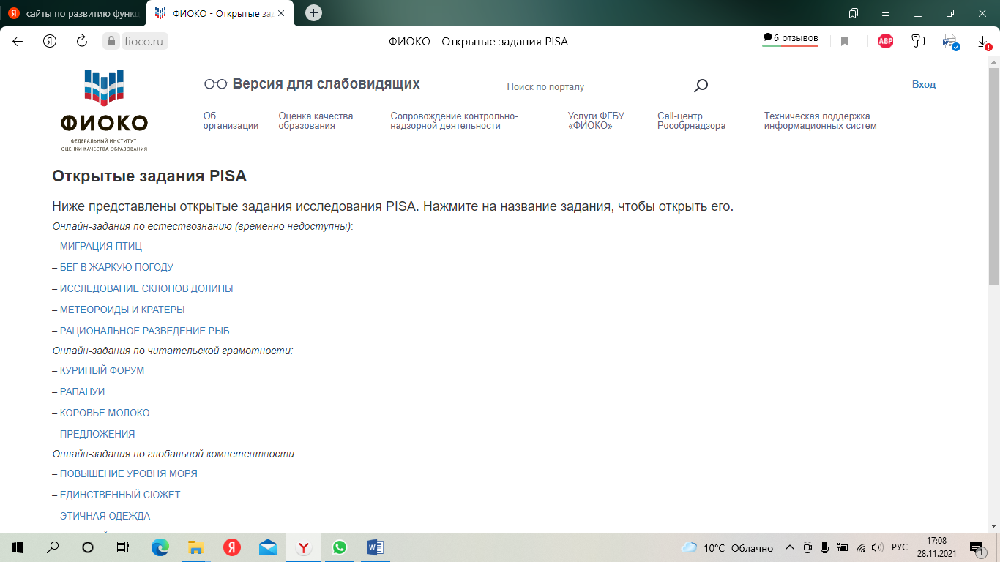 сайты по развитию функц
ФИОКО - Открытые за
fioco.ru
ФИОКО - Открытые задания PISA
6 отзывов
ABP
ФИОКО
ФЕДЕРАЛЬНЫЙ ИНСТИТУТ
ОЦЕНКИ КАЧЕСТВА ОБРАЗОВАНИЯ
Версия для слабовидящих
Поиск по порталу
Вход
Об
организации
Оценка качества
образования
Сопровождение контрольно-
надзорной деятельности
Услуги ФГБУ
«ФИОКО»
Call-центр
Рособрнадзора
Техническая поддержка
информационных систем
Открытые задания PISA
Ниже представлены открытые задания исследования PISA. Нажмите на название задания, чтобы открыть его.
Онлайн-задания по естествознанию (временно недоступны):
– МИГРАЦИЯ ПТИЦ
– БЕГ В ЖАРКУЮ ПОГОДУ
– ИССЛЕДОВАНИЕ СКЛОНОВ ДОЛИНЫ
– МЕТЕОРОИДЫ И КРАТЕРЫ
– РАЦИОНАЛЬНОЕ РАЗВЕДЕНИЕ РЫБ
Онлайн-задания по читательской грамотности:
– КУРИНЫЙ ФОРУМ
– РАПАНУИ
– КОРОВЬЕ МОЛОКО
– ПРЕДЛОЖЕНИЯ
Онлайн-задания по глобальной компетентности:
– ПОВЫШЕНИЕ УРОВНЯ МОРЯ
– ЕДИНСТВЕННЫЙ СЮЖЕТ
– ЭТИЧНАЯ ОДЕЖДА
10°C Облачно
РУС
17:08
28.11.2021
1